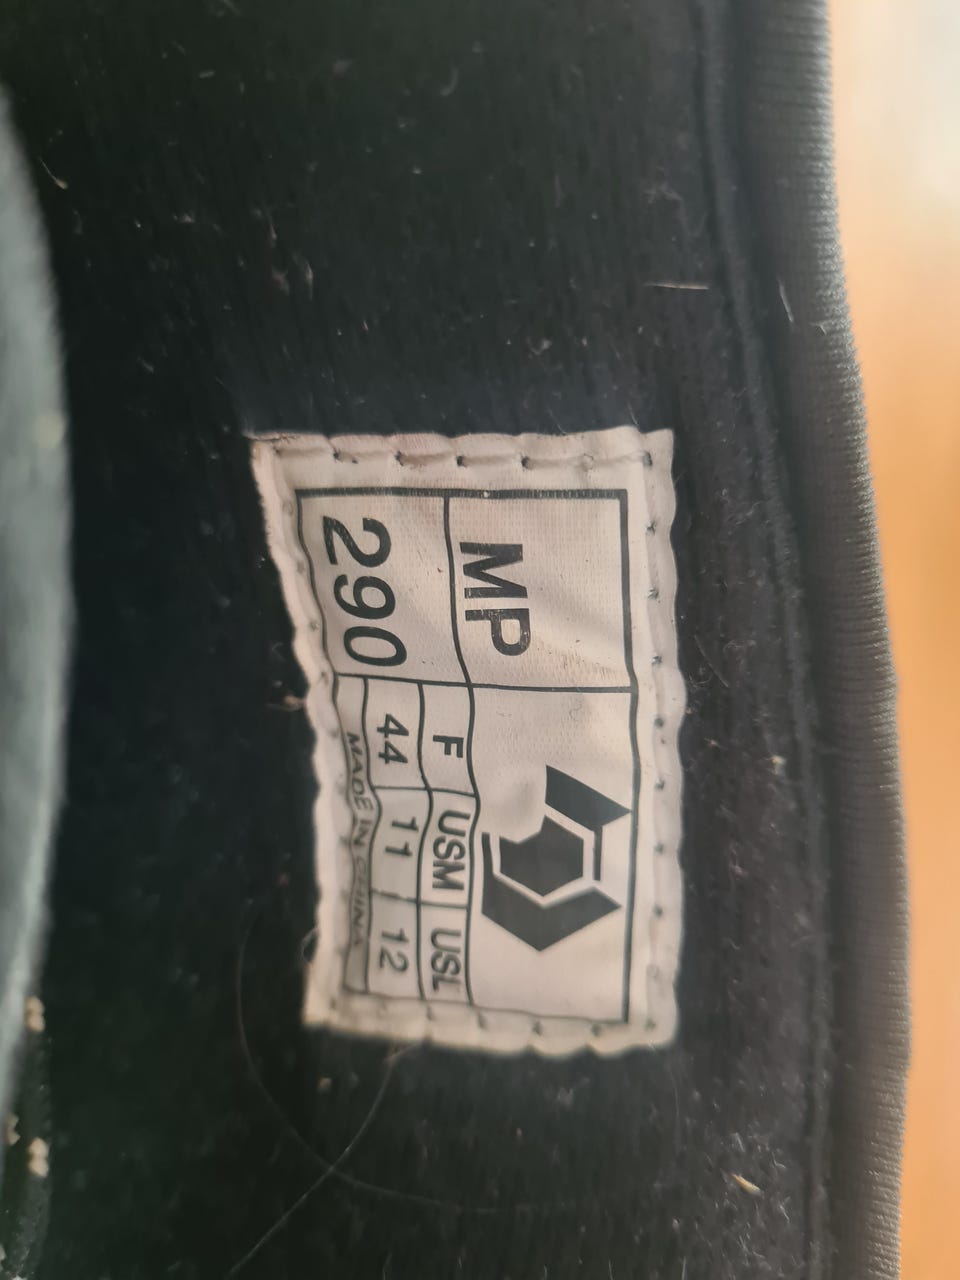 MP
290
F USM USL
44 11 12
MADE IN CHINA